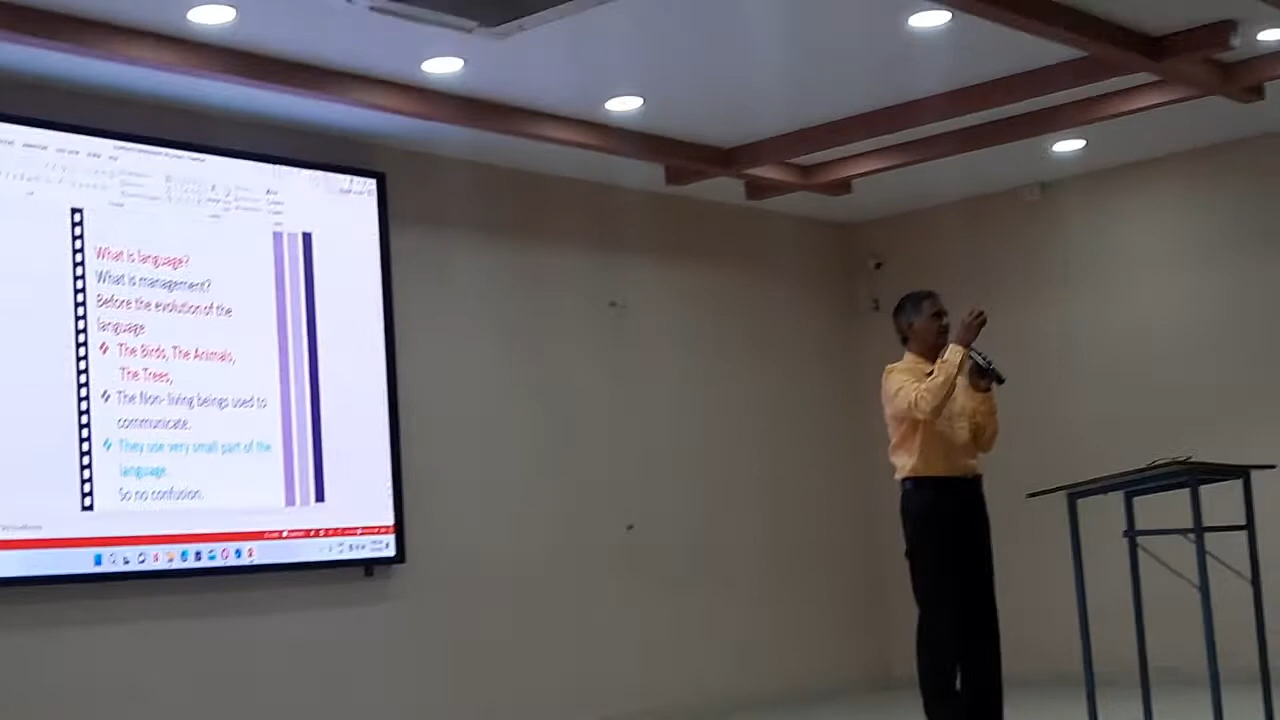 What is language?
What is management?
Before the evolution of the
language
The Birds, The Animals,
The Trees,
The Non-living beings used to
communicate.
They use very small part of the
language.
So no confusion.